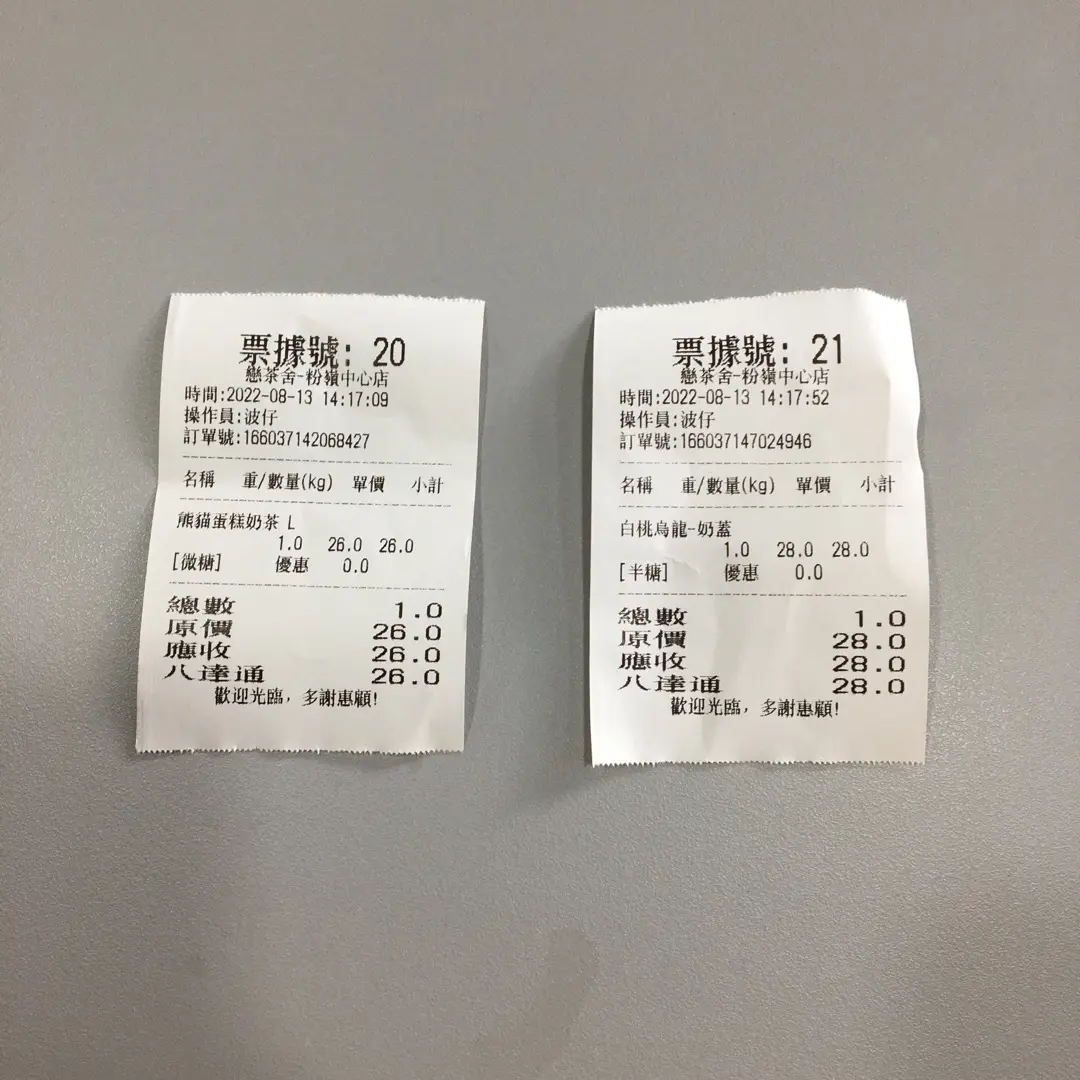 票據號: 20
戀茶舍-粉嶺中心店
時間:2022-08-13 14:17:09
操作員:波仔
訂單號:166037142068427
名稱 重/數量(kg) 單價 小計
熊貓蛋糕奶茶 L
1.0 26.0 26.0
[微糖] 優惠 0.0
總數 1.0
原價 26.0
應收 26.0
八達通 26.0
歡迎光臨，多謝惠顧!
票據號: 21
戀茶舍-粉嶺中心店
時間:2022-08-13 14:17:52
操作員:波仔
訂單號:166037147024946
名稱 重/數量(kg) 單價 小計
白桃烏龍-奶蓋
1.0 28.0 28.0
[半糖] 優惠 0.0
總數 1.0
原價 28.0
應收 28.0
八達通 28.0
歡迎光臨，多謝惠顧!